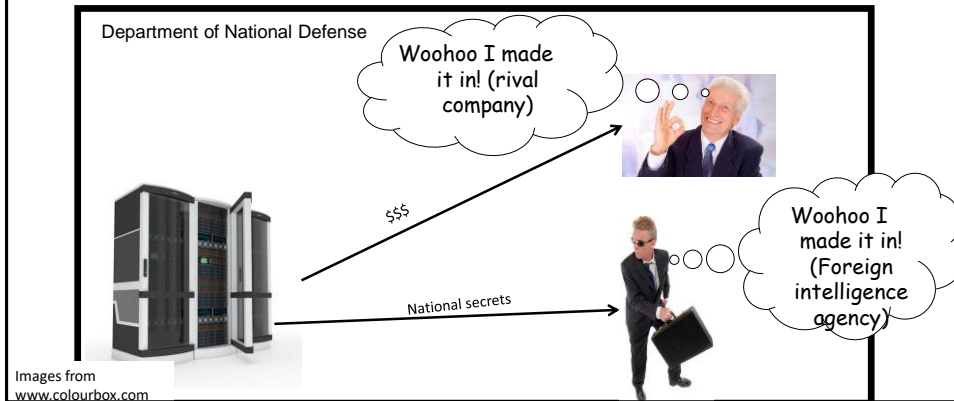 Department of National Defense
Woohoo I made
it in! (rival
company)
$$$
Woohoo I
made it in!
(Foreign
intelligence
agency)
National secrets
Images from
www.colourbox.com